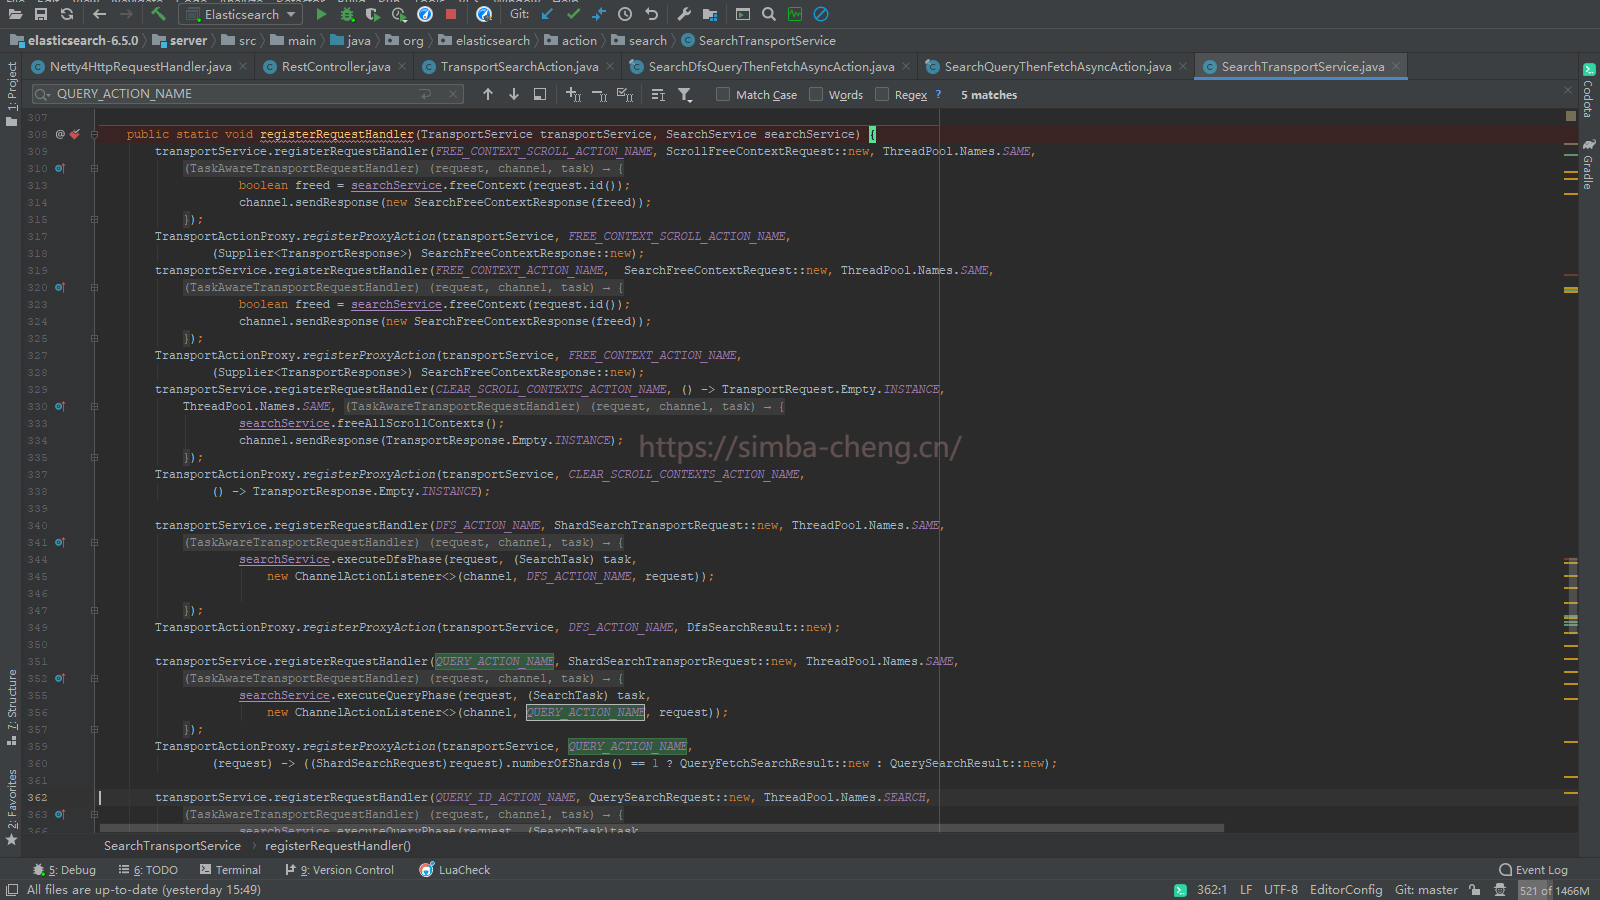 Elasticsearch Git:
elasticsearch-6.5.0 › server › src › main › java › org › elasticsearch › action › search › SearchTransportService
Netty4HttpRequestHandler.java RestController.java TransportSearchAction.java SearchDfsQueryThenFetchAsyncAction.java SearchQueryThenFetchAsyncAction.java SearchTransportService.java
QUERY_ACTION_NAME Match Case Words Regex ? 5 matches
307
308 @ public static void registerRequestHandler(TransportService transportService, SearchService searchService) {
309 transportService.registerRequestHandler(FREE_CONTEXT_SCROLL_ACTION_NAME, ScrollFreeContextRequest::new, ThreadPool.Names.SAME,
310 (TaskAwareTransportRequestHandler) (request, channel, task) → {
313 boolean freed = searchService.freeContext(request.id());
314 channel.sendResponse(new SearchFreeContextResponse(freed));
315 });
317 TransportActionProxy.registerProxyAction(transportService, FREE_CONTEXT_SCROLL_ACTION_NAME,
318 (Supplier<TransportResponse>) SearchFreeContextResponse::new);
319 transportService.registerRequestHandler(FREE_CONTEXT_ACTION_NAME, SearchFreeContextRequest::new, ThreadPool.Names.SAME,
320 (TaskAwareTransportRequestHandler) (request, channel, task) → {
323 boolean freed = searchService.freeContext(request.id());
324 channel.sendResponse(new SearchFreeContextResponse(freed));
325 });
327 TransportActionProxy.registerProxyAction(transportService, FREE_CONTEXT_ACTION_NAME,
328 (Supplier<TransportResponse>) SearchFreeContextResponse::new);
329 transportService.registerRequestHandler(CLEAR_SCROLL_CONTEXTS_ACTION_NAME, () -> TransportRequest.Empty.INSTANCE,
330 ThreadPool.Names.SAME, (TaskAwareTransportRequestHandler) (request, channel, task) → {
333 searchService.freeAllScrollContexts();
334 channel.sendResponse(TransportResponse.Empty.INSTANCE);
https://simba-cheng.cn/
335 });
337 TransportActionProxy.registerProxyAction(transportService, CLEAR_SCROLL_CONTEXTS_ACTION_NAME,
338 () -> TransportResponse.Empty.INSTANCE);
339
340 transportService.registerRequestHandler(DFS_ACTION_NAME, ShardSearchTransportRequest::new, ThreadPool.Names.SAME,
341 (TaskAwareTransportRequestHandler) (request, channel, task) → {
344 searchService.executeDfsPhase(request, (SearchTask) task,
345 new ChannelActionListener<>(channel, DFS_ACTION_NAME, request));
346
347 });
349 TransportActionProxy.registerProxyAction(transportService, DFS_ACTION_NAME, DfsSearchResult::new);
350
351 transportService.registerRequestHandler(QUERY_ACTION_NAME, ShardSearchTransportRequest::new, ThreadPool.Names.SAME,
352 (TaskAwareTransportRequestHandler) (request, channel, task) → {
355 searchService.executeQueryPhase(request, (SearchTask) task,
356 new ChannelActionListener<>(channel, QUERY_ACTION_NAME, request));
357 });
359 TransportActionProxy.registerProxyAction(transportService, QUERY_ACTION_NAME,
360 (request) -> ((ShardSearchRequest)request).numberOfShards() == 1 ? QueryFetchSearchResult::new : QuerySearchResult::new);
361
362 transportService.registerRequestHandler(QUERY_ID_ACTION_NAME, QuerySearchRequest::new, ThreadPool.Names.SEARCH,
363 (TaskAwareTransportRequestHandler) (request, channel, task) → {
366 searchService.executeQueryPhase(request, (SearchTask)task,
SearchTransportService › registerRequestHandler()
1: Project
7: Structure
2: Favorites
Codota
Gradle
5: Debug 6: TODO Terminal 9: Version Control LuaCheck Event Log
All files are up-to-date (yesterday 15:49) 362:1 LF UTF-8 EditorConfig Git: master 521 of 1466M